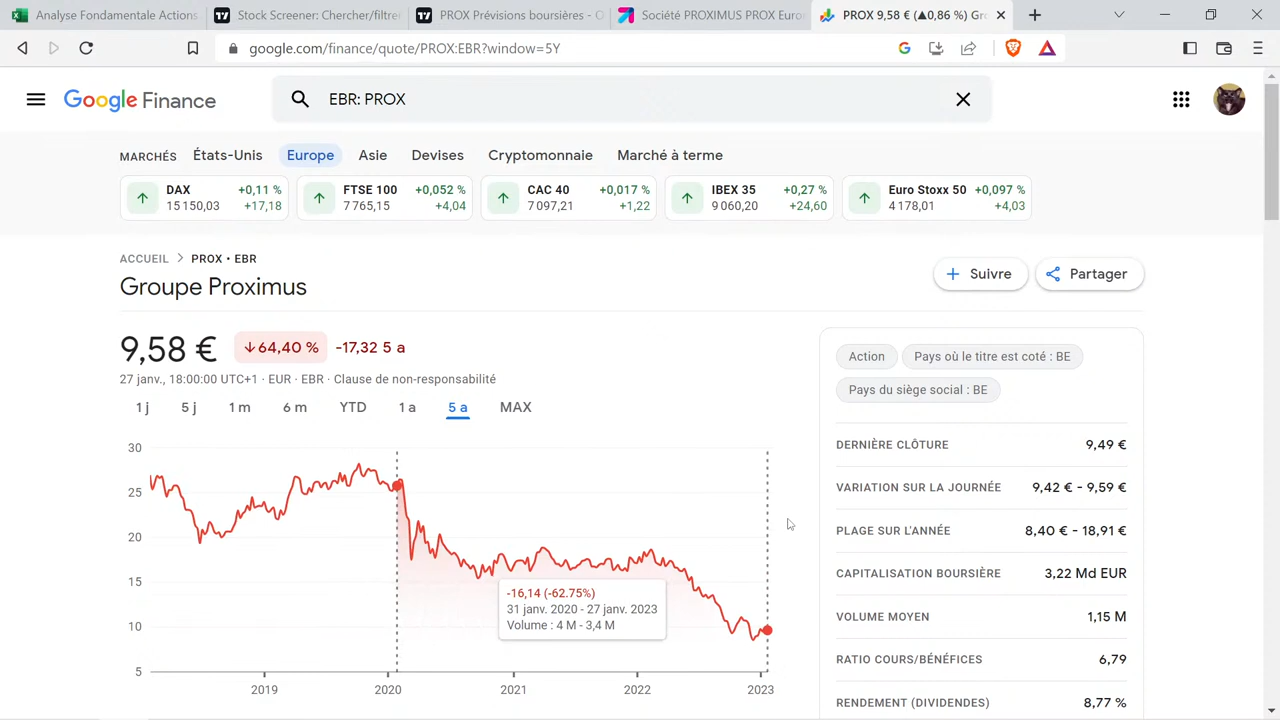 Analyse Fondamentale Actions
Stock Screener: Chercher/filtrer
PROX Prévisions boursières – O
Société PROXIMUS PROX Euron
PROX 9,58 € (▲0,86 %) Gr
google.com/finance/quote/PROX:EBR?window=5Y
Google Finance
EBR: PROX
MARCHÉS États-Unis Europe Asie Devises Cryptomonnaie Marché à terme
DAX +0,11 %
15 150,03 +17,18
FTSE 100 +0,052 %
7 765,15 +4,04
CAC 40 +0,017 %
7 097,21 +1,22
IBEX 35 +0,27 %
9 060,20 +24,60
Euro Stoxx 50 +0,097 %
4 178,01 +4,03
ACCUEIL > PROX • EBR
Groupe Proximus
+ Suivre
Partager
9,58 € ↓64,40 % -17,32 5 a
27 janv., 18:00:00 UTC+1 · EUR · EBR · Clause de non-responsabilité
1 j 5 j 1 m 6 m YTD 1 a 5 a MAX
30
25
20
15
10
5
-16,14 (-62.75%)
31 janv. 2020 - 27 janv. 2023
Volume : 4 M - 3,4 M
2019 2020 2021 2022 2023
Action
Pays où le titre est coté : BE
Pays du siège social : BE
DERNIÈRE CLÔTURE 9,49 €
VARIATION SUR LA JOURNÉE 9,42 € - 9,59 €
PLAGE SUR L'ANNÉE 8,40 € - 18,91 €
CAPITALISATION BOURSIÈRE 3,22 Md EUR
VOLUME MOYEN 1,15 M
RATIO COURS/BÉNÉFICES 6,79
RENDEMENT (DIVIDENDES) 8,77 %